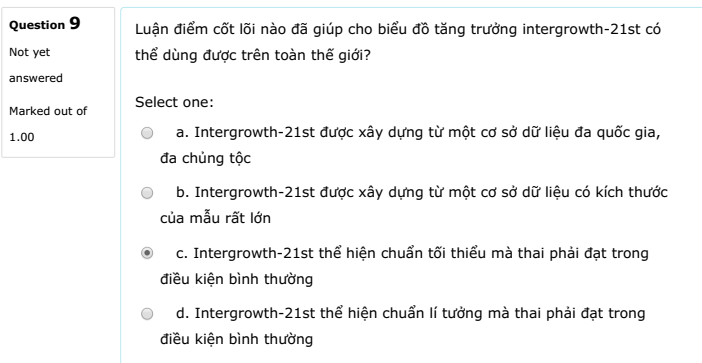 Question 9
Not yet
answered
Marked out of
1.00
Luận điểm cốt lõi nào đã giúp cho biểu đồ tăng trưởng intergrowth-21st có
thể dùng được trên toàn thế giới?
Select one:
a. Intergrowth-21st được xây dựng từ một cơ sở dữ liệu đa quốc gia,
đa chủng tộc
b. Intergrowth-21st được xây dựng từ một cơ sở dữ liệu có kích thước
của mẫu rất lớn
c. Intergrowth-21st thể hiện chuẩn tối thiểu mà thai phải đạt trong
điều kiện bình thường
d. Intergrowth-21st thể hiện chuẩn lí tưởng mà thai phải đạt trong
điều kiện bình thường